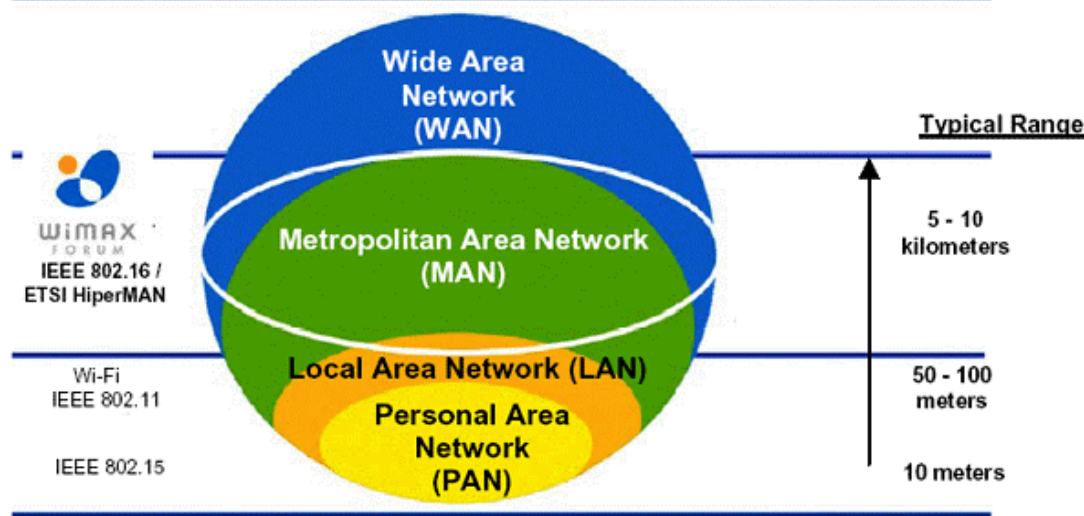 Wide Area
Network
(WAN)
Typical Range
WiMAX
FORUM
IEEE 802.16 /
ETSI HiperMAN
Metropolitan Area Network
(MAN)
5 - 10
kilometers
Wi-Fi
IEEE 802.11
Local Area Network (LAN)
50 - 100
meters
Personal Area
Network
(PAN)
IEEE 802.15
10 meters